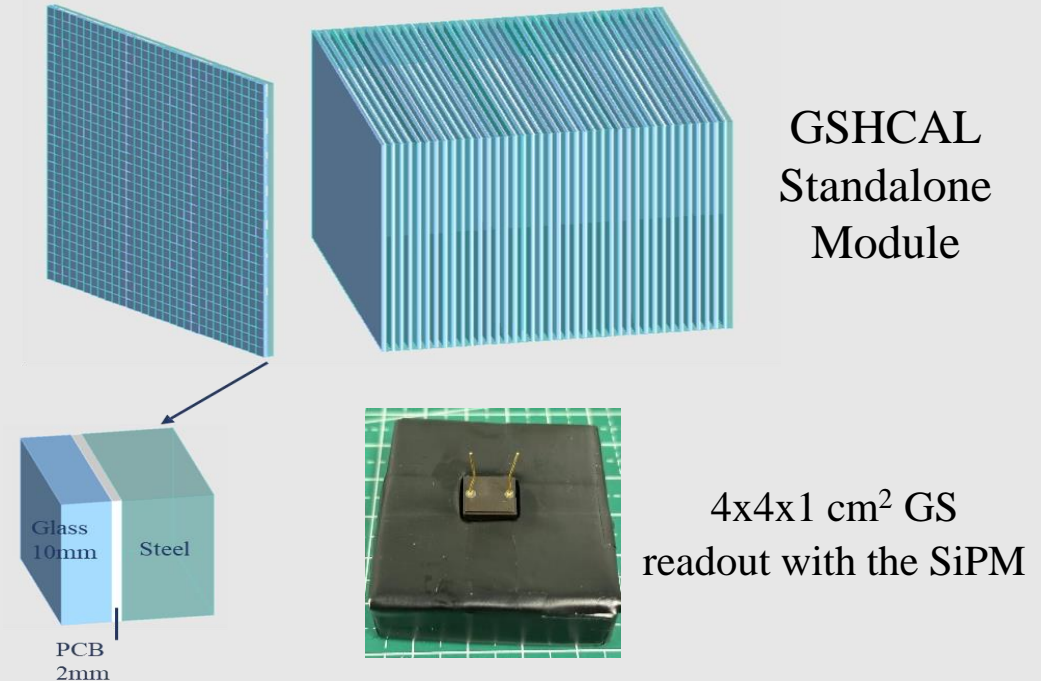 GSHCAL
Standalone
Module
Glass
10mm
Steel
PCB
2mm
4x4x1 cm² GS
readout with the SiPM